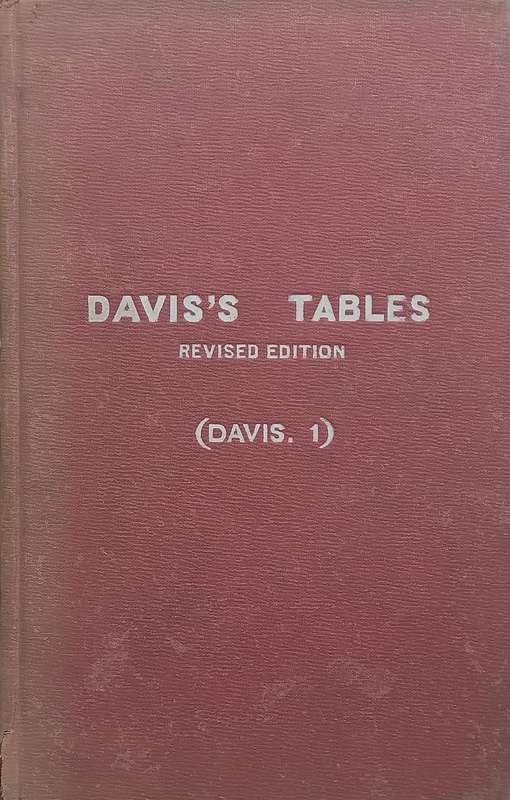 DAVIS'S TABLES
REVISED EDITION
(DAVIS. 1)